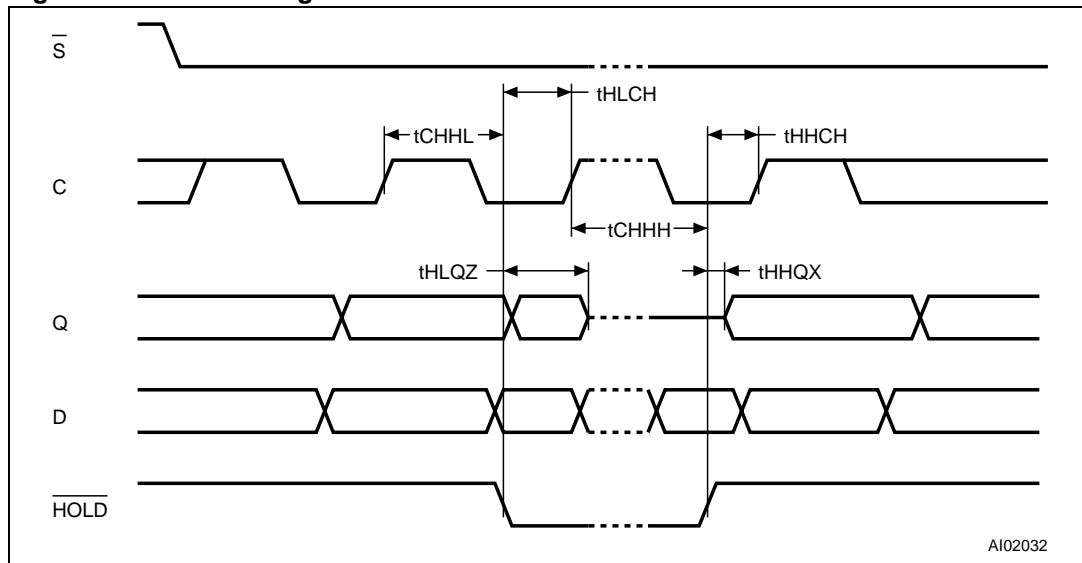 S
tHLCH
tCHHL
tHHCH
C
tCHHH
tHLQZ
tHHQX
Q
D
HOLD
AI02032